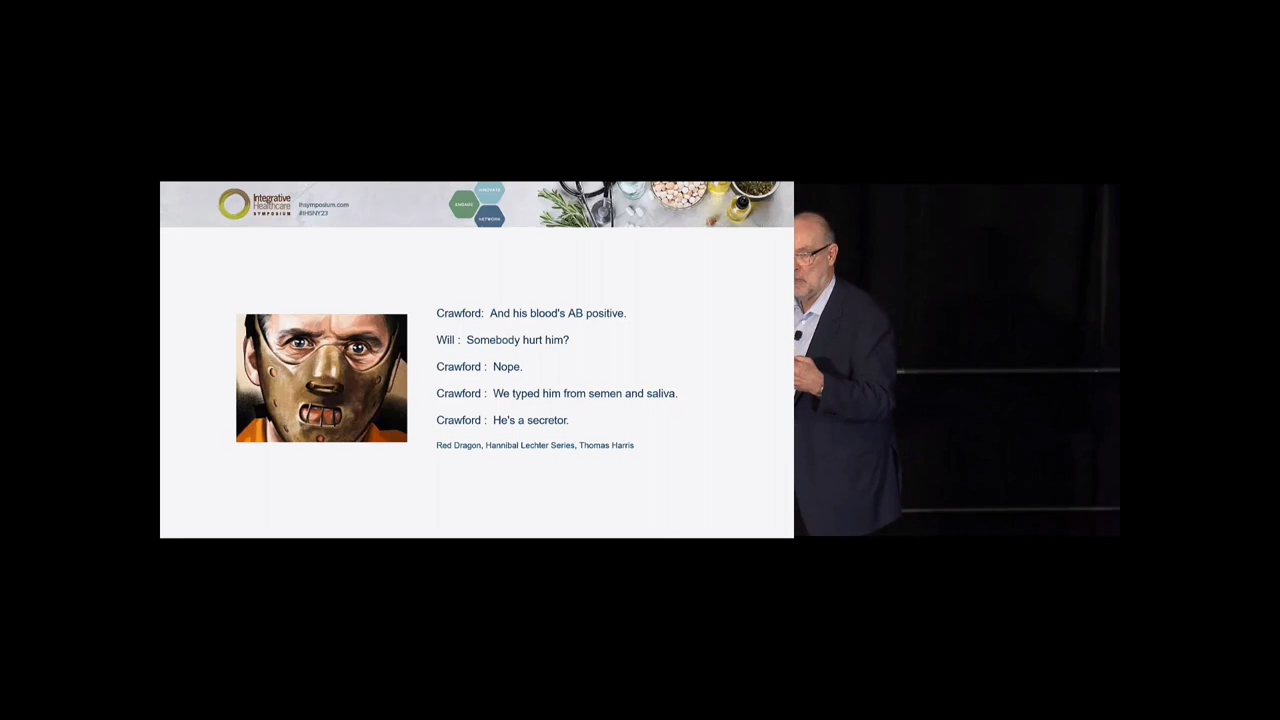 Integrative
Healthcare
SYMPOSIUM
ihsymposium.com
#IHSNY23
INNOVATE
ENGAGE
NETWORK
Crawford: And his blood's AB positive.
Will : Somebody hurt him?
Crawford : Nope.
Crawford : We typed him from semen and saliva.
Crawford : He's a secretor.
Red Dragon, Hannibal Lechter Series, Thomas Harris